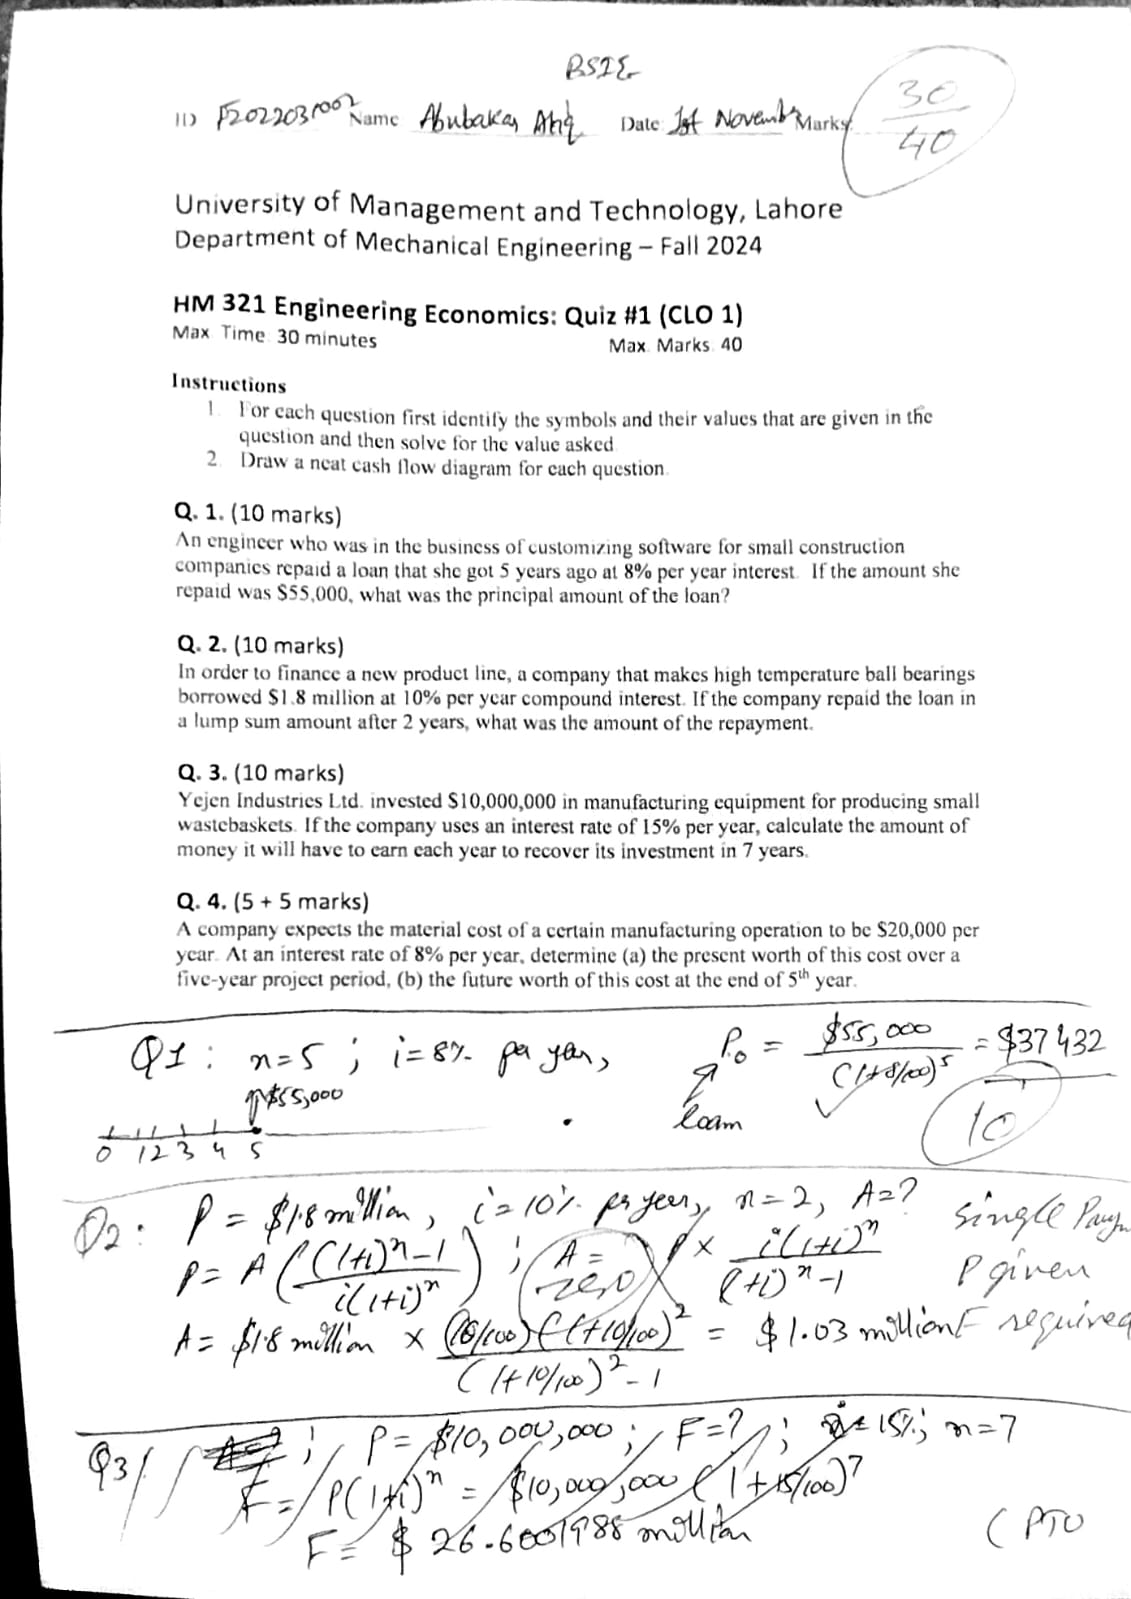 BSIE
ID F2022031002 Name Abubakar Atiq Date 1st November Marks 30/40
University of Management and Technology, Lahore
Department of Mechanical Engineering – Fall 2024
HM 321 Engineering Economics: Quiz #1 (CLO 1)
Max Time 30 minutes Max. Marks. 40
Instructions
1. For each question first identify the symbols and their values that are given in the
question and then solve for the value asked.
2. Draw a neat cash flow diagram for each question.
Q. 1. (10 marks)
An engineer who was in the business of customizing software for small construction
companies repaid a loan that she got 5 years ago at 8% per year interest. If the amount she
repaid was $55,000, what was the principal amount of the loan?
Q. 2. (10 marks)
In order to finance a new product line, a company that makes high temperature ball bearings
borrowed $1.8 million at 10% per year compound interest. If the company repaid the loan in
a lump sum amount after 2 years, what was the amount of the repayment.
Q. 3. (10 marks)
Yejen Industries Ltd. invested $10,000,000 in manufacturing equipment for producing small
wastebaskets. If the company uses an interest rate of 15% per year, calculate the amount of
money it will have to earn each year to recover its investment in 7 years.
Q. 4. (5 + 5 marks)
A company expects the material cost of a certain manufacturing operation to be $20,000 per
year. At an interest rate of 8% per year, determine (a) the present worth of this cost over a
five-year project period, (b) the future worth of this cost at the end of 5th year.
Q1: n=5 ; i=8% per year, P₀ = $55,000 / (1+8/100)^5 = $37432
↑$55,000
loan
10
0 1 2 3 4 5
Q2: P = $1.8 million, i=10% per year, n=2, A=? Single
P = A (((1+i)^n - 1) / i(1+i)^n) ; A = P × i(1+i)^n / (1+i)^n - 1 P given
zero
A = $1.8 million × (10/100)(1+10/100)^2 / (1+10/100)^2 - 1 = $1.03 million F required
Q3/ ; P = $10,000,000 ; F=? ; i=15%; n=7
F = P(1+i)^n = $10,000,000 (1+15/100)^7
F = $ 26.6001988 million
(PTO